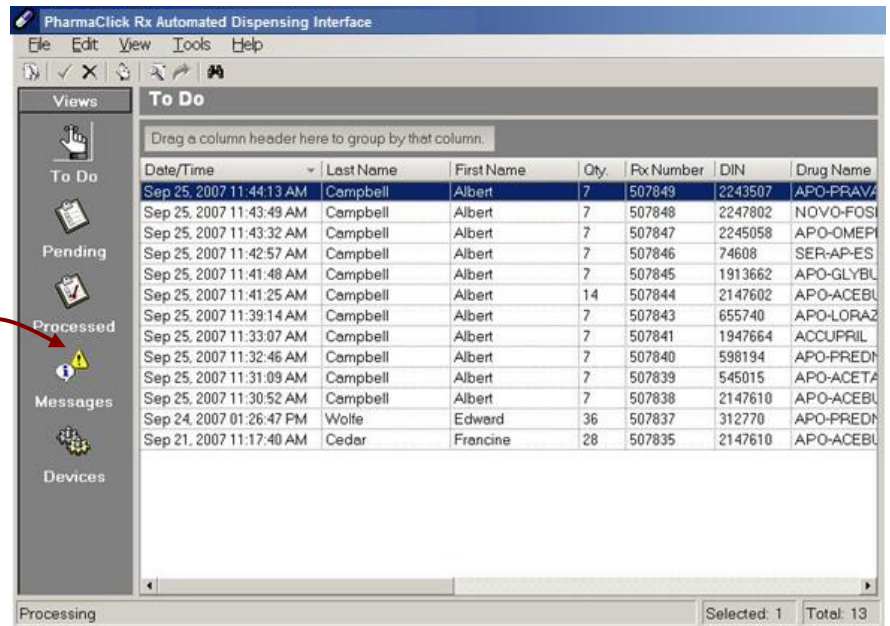 PharmaClick Rx Automated Dispensing Interface
File Edit View Tools Help
Views To Do
Drag a column header here to group by that column.
To Do
Pending
Processed
Messages
Devices
Date/Time Last Name First Name Qty. Rx Number DIN Drug Name
Sep 25, 2007 11:44:13 AM Campbell Albert 7 507849 2243507 APO-PRAVA
Sep 25, 2007 11:43:49 AM Campbell Albert 7 507848 2247802 NOVO-FOSI
Sep 25, 2007 11:43:32 AM Campbell Albert 7 507847 2245058 APO-OMEP
Sep 25, 2007 11:42:57 AM Campbell Albert 7 507846 74608 SER-AP-ES
Sep 25, 2007 11:41:48 AM Campbell Albert 7 507845 1913662 APO-GLYBU
Sep 25, 2007 11:41:25 AM Campbell Albert 14 507844 2147602 APO-ACEBU
Sep 25, 2007 11:39:14 AM Campbell Albert 7 507843 655740 APO-LORAZ
Sep 25, 2007 11:33:07 AM Campbell Albert 7 507841 1947664 ACCUPRIL
Sep 25, 2007 11:32:46 AM Campbell Albert 7 507840 598194 APO-PREDN
Sep 25, 2007 11:31:09 AM Campbell Albert 7 507839 545015 APO-ACETA
Sep 25, 2007 11:30:52 AM Campbell Albert 7 507838 2147610 APO-ACEBU
Sep 24, 2007 01:26:47 PM Wolfe Edward 36 507837 312770 APO-PREDN
Sep 21, 2007 11:17:40 AM Cedar Francine 28 507835 2147610 APO-ACEBU
Processing Selected: 1 Total: 13